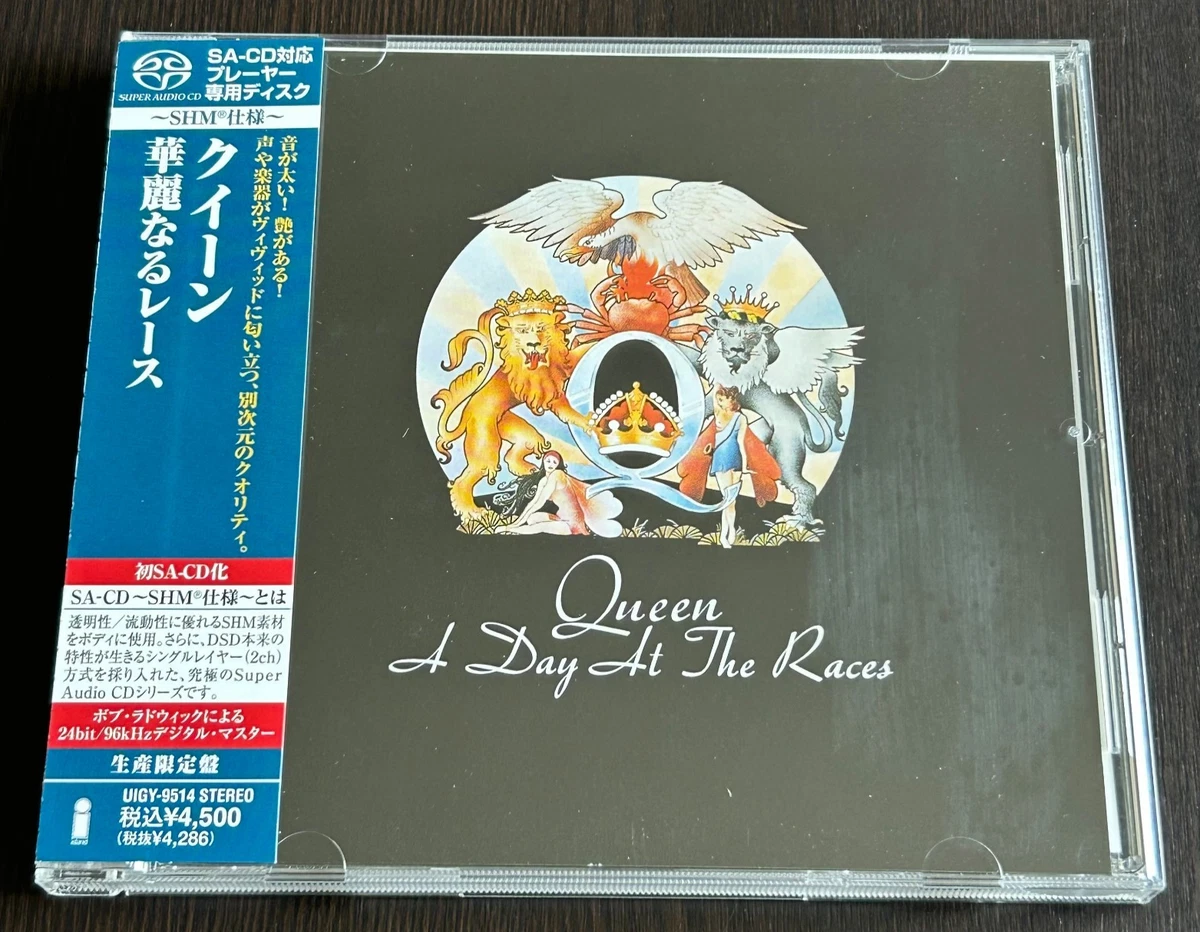 SUPER AUDIO CD
SA-CD対応
プレーヤー
専用ディスク
～SHM®仕様～
音が太い！艶がある！
声や楽器がヴィヴィッドに匂い立つ、別次元のクオリティ。
クイーン
華麗なるレース
初SA-CD化
SA-CD～SHM®仕様～とは
透明性／流動性に優れるSHM素材
をボディに使用。さらに、DSD本来の
特性が生きるシングルレイヤー(2ch)
方式を採り入れた、究極のSuper
Audio CDシリーズです。
ボブ・ラドウィックによる
24bit/96kHzデジタル・マスター
生産限定盤
UIGY-9514 STEREO
税込¥4,500
(税抜¥4,286)
ISLAND
Queen
A Day At The Races